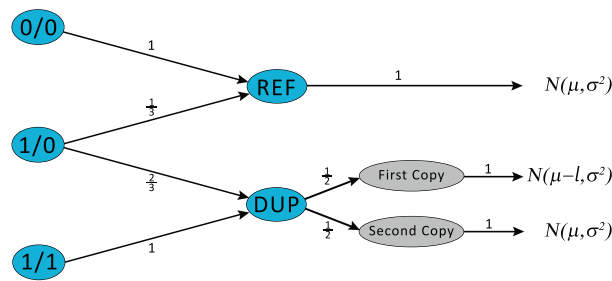 0/0
1
REF
1
N(μ,σ²)
1/3
1/0
2/3
1/2
First Copy
1
N(μ−l,σ²)
DUP
1/2
Second Copy
1
N(μ,σ²)
1
1/1